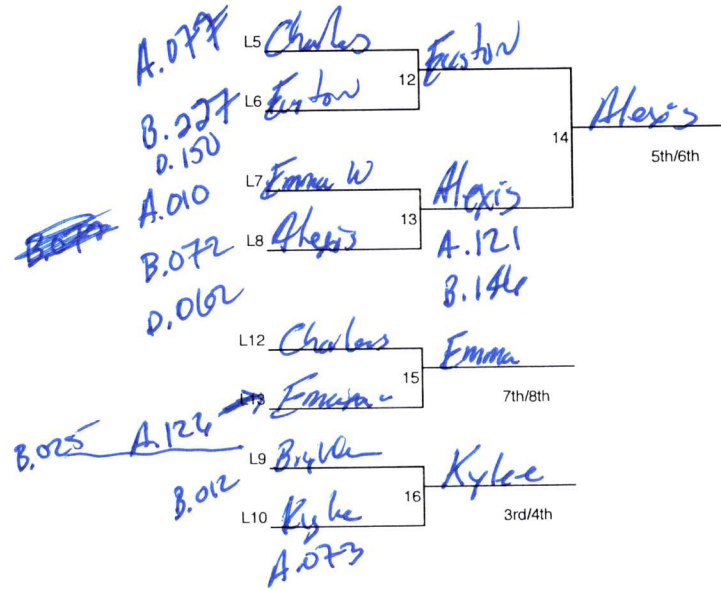 A.077
L5 Charles
12 Easton
B.227
L6 Easton
D.150
14 Alexis
5th/6th
A.010
L7 Emma W
13 Alexis
B.072
L8 Alexis
A.121
D.062
B.146
L12 Charles
15 Emma
L13 Emma
7th/8th
B.025 A.126
L9
16 Kylee
B.012
L10 Kylee
3rd/4th
A.073